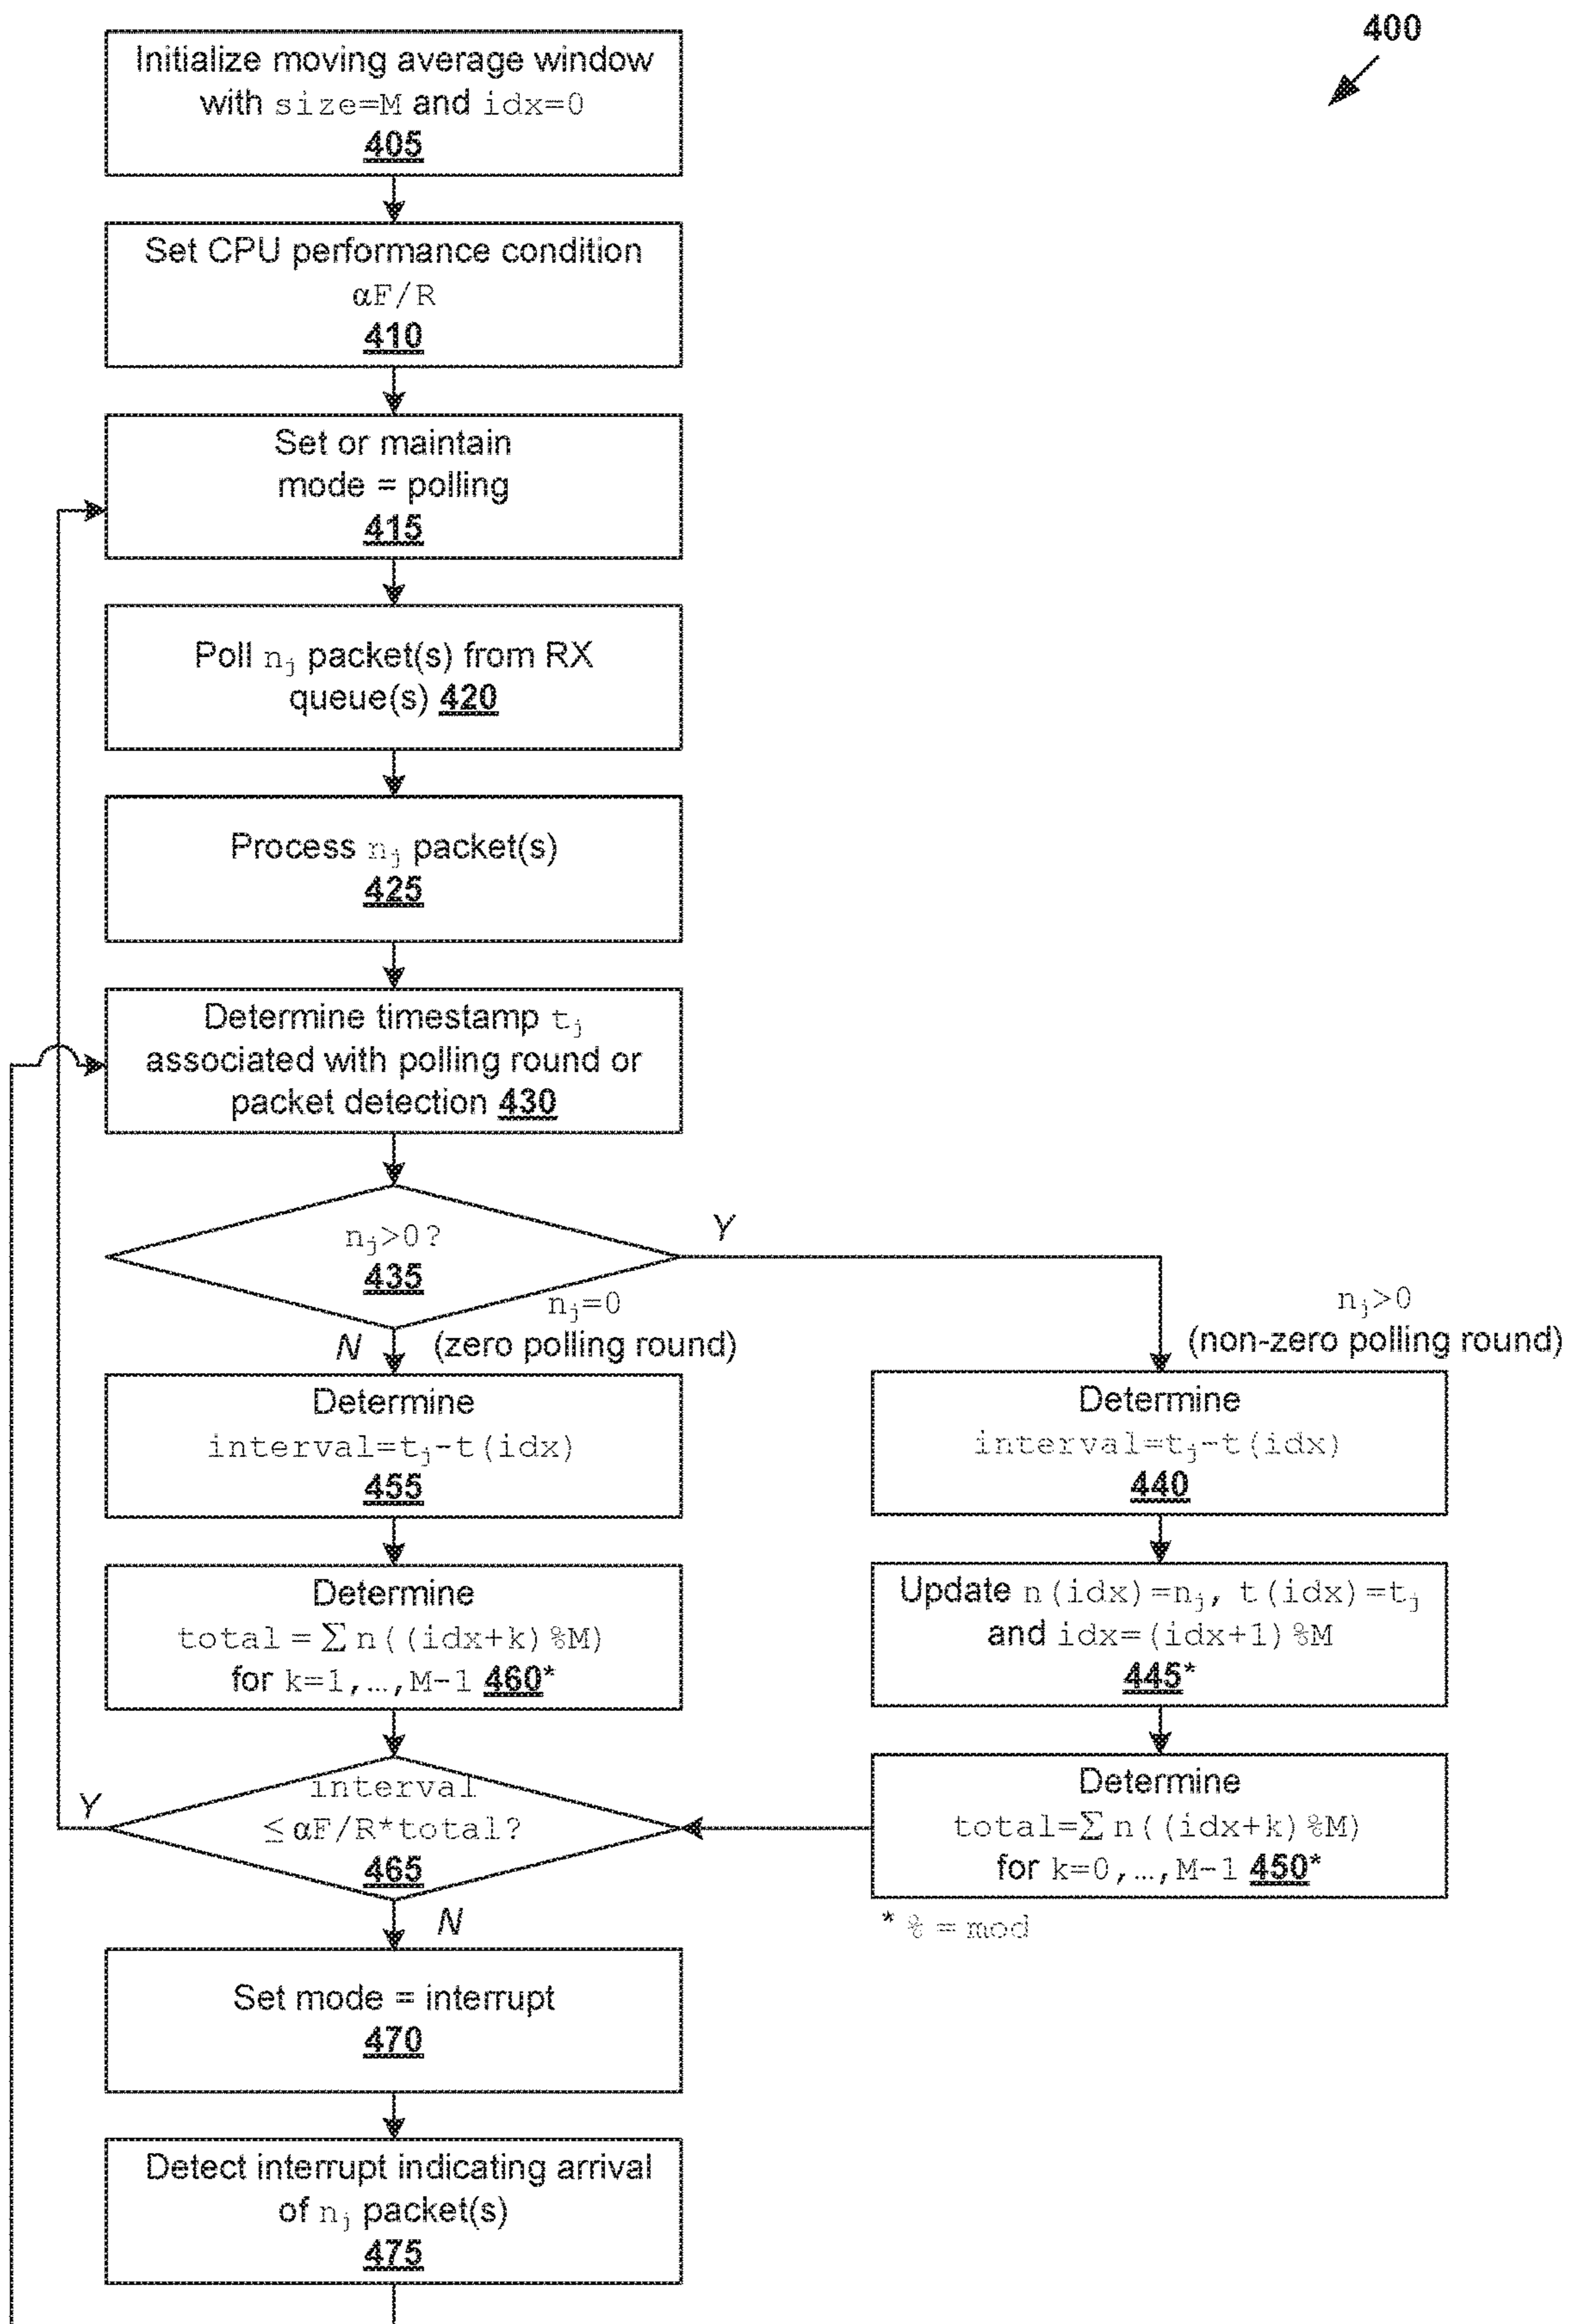 400
Initialize moving average window
with size=M and idx=0
405
Set CPU performance condition
αF/R
410
Set or maintain
mode = polling
415
Poll nⱼ packet(s) from RX
queue(s) 420
Process nⱼ packet(s)
425
Determine timestamp tⱼ
associated with polling round or
packet detection 430
nⱼ>0?
435
Y
nⱼ=0
(zero polling round)
N
nⱼ>0
(non-zero polling round)
Determine
interval=tⱼ-t(idx)
455
Determine
interval=tⱼ-t(idx)
440
Determine
total=∑n((idx+k)%M)
for k=1,…,M-1 460*
Update n(idx)=nⱼ, t(idx)=tⱼ
and idx=(idx+1)%M
445*
interval
≤αF/R*total?
465
Y
N
Determine
total=∑n((idx+k)%M)
for k=0,…,M-1 450*
* % = mod
Set mode = interrupt
470
Detect interrupt indicating arrival
of nⱼ packet(s)
475